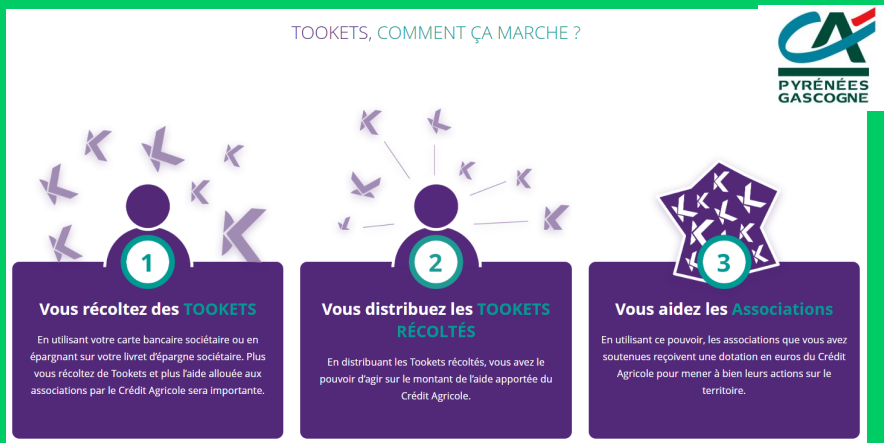 TOOKETS, COMMENT ÇA MARCHE ?
CA
PYRÉNÉES
GASCOGNE
1
Vous récoltez des TOOKETS
En utilisant votre carte bancaire sociétaire ou en
épargnant sur votre livret d'épargne sociétaire. Plus
vous récoltez de Tookets et plus l'aide allouée aux
associations par le Crédit Agricole sera importante.
2
Vous distribuez les TOOKETS
RÉCOLTÉS
En distribuant les Tookets récoltés, vous avez le
pouvoir d'agir sur le montant de l'aide apportée du
Crédit Agricole.
3
Vous aidez les Associations
En utilisant ce pouvoir, les associations que vous avez
soutenues reçoivent une dotation en euros du Crédit
Agricole pour mener à bien leurs actions sur le
territoire.